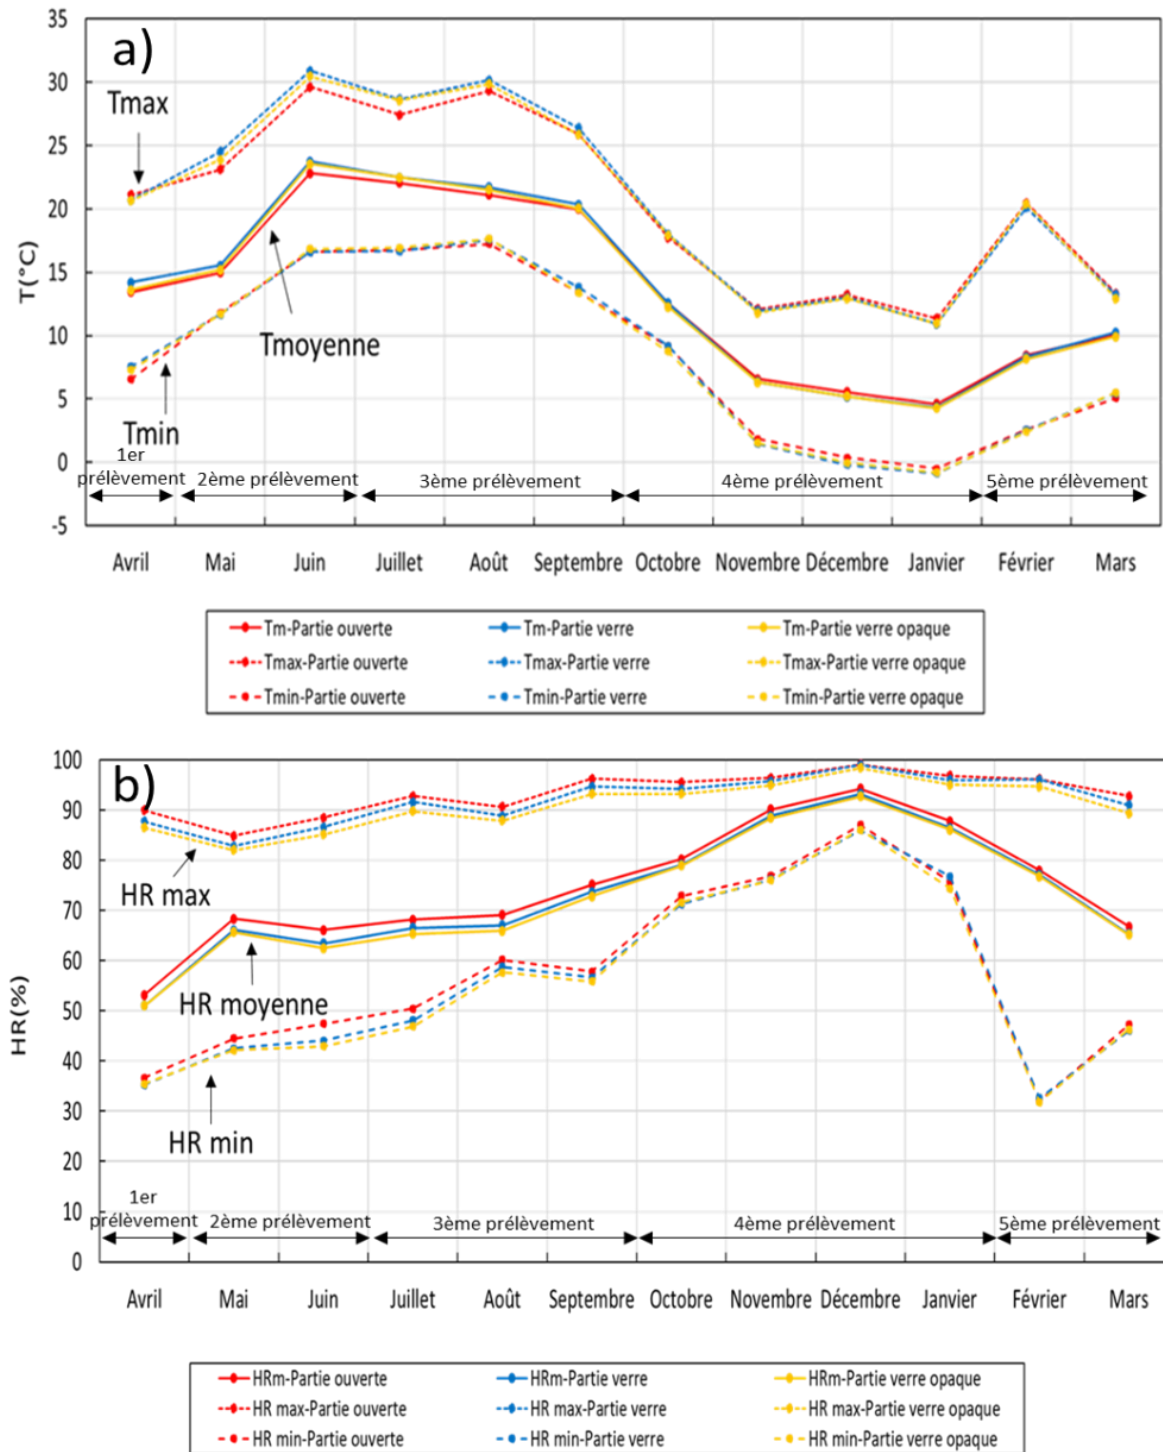 35
a)
30
Tmax
25
20
T(°C)
15
10
Tmoyenne
5
Tmin
0
1er
prélèvement 2ème prélèvement 3ème prélèvement 4ème prélèvement 5ème prélèvement
-5
Avril Mai Juin Juillet Août Septembre Octobre Novembre Décembre Janvier Février Mars
Tm-Partie ouverte Tm-Partie verre Tm-Partie verre opaque
Tmax-Partie ouverte Tmax-Partie verre Tmax-Partie verre opaque
Tmin-Partie ouverte Tmin-Partie verre Tmin-Partie verre opaque
100
b)
90
80
HR max
70
60
HR moyenne
50
HR(%)
40
30
HR min
20
1er
10
prélèvement 2ème prélèvement 3ème prélèvement 4ème prélèvement 5ème prélèvement
0
Avril Mai Juin Juillet Août Septembre Octobre Novembre Décembre Janvier Février Mars
HRm-Partie ouverte HRm-Partie verre HRm-Partie verre opaque
HR max-Partie ouverte HR max-Partie verre HR max-Partie verre opaque
HR min-Partie ouverte HR min-Partie verre HR min-Partie verre opaque